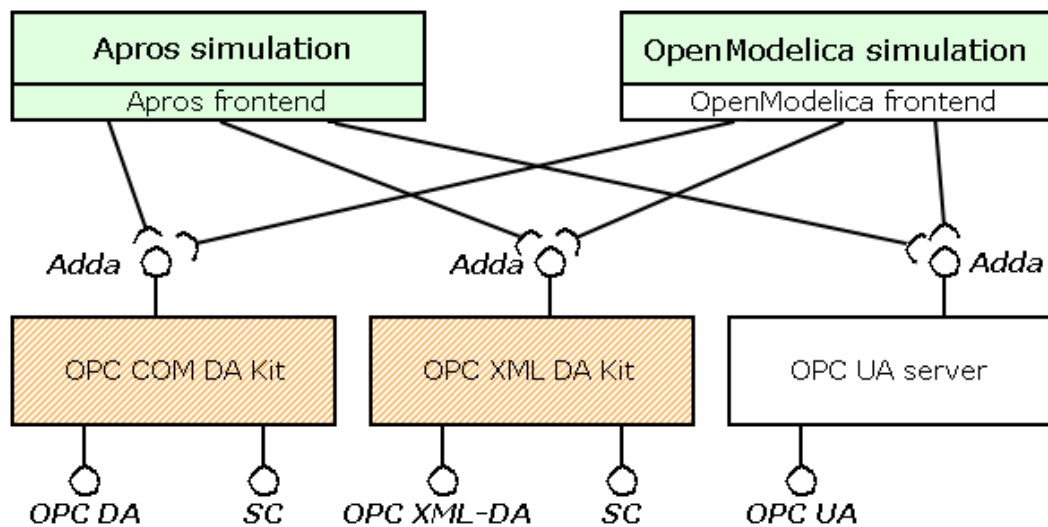 Apros simulation
Apros frontend
OpenModelica simulation
OpenModelica frontend
Adda
Adda
Adda
OPC COM DA Kit
OPC XML DA Kit
OPC UA server
OPC DA
SC
OPC XML-DA
SC
OPC UA